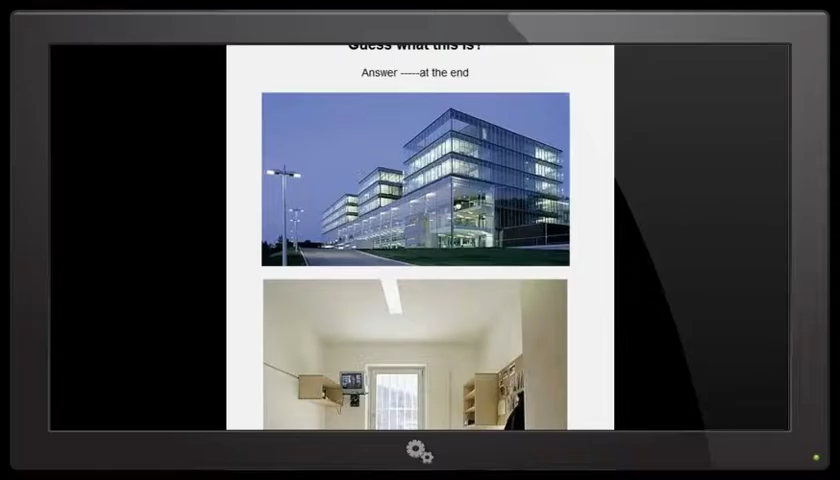 Guess what this is?
Answer -----at the end